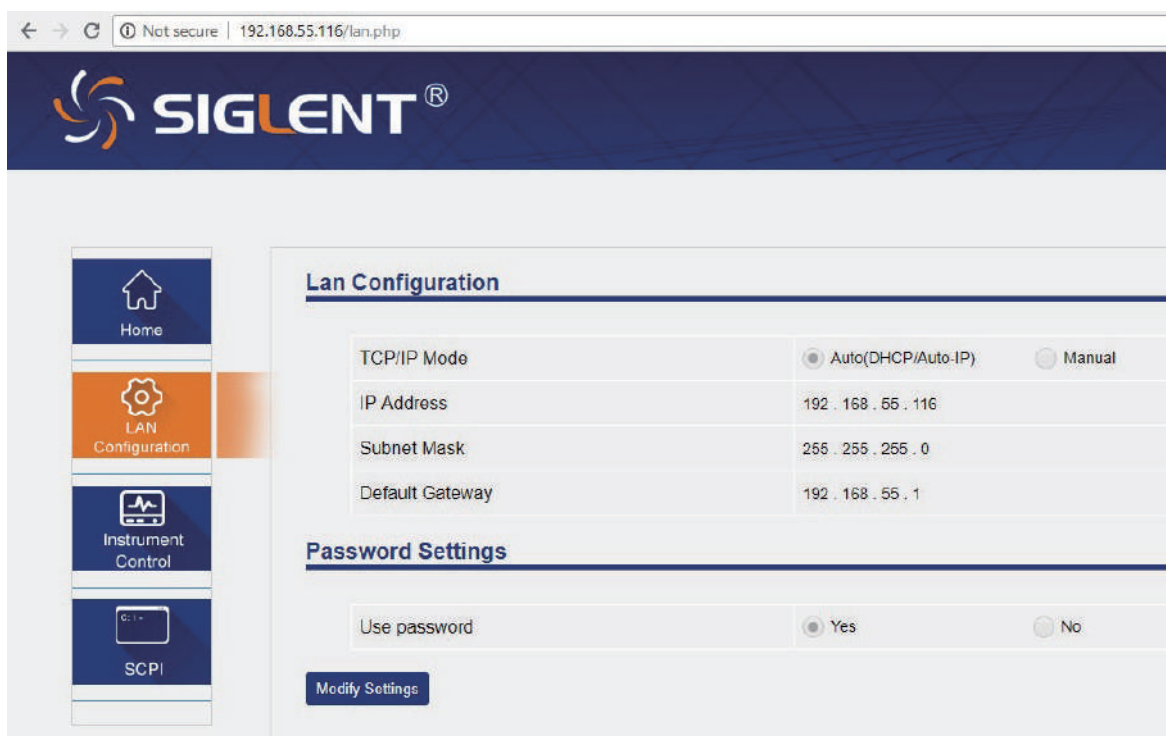 Not secure | 192.168.55.116/lan.php
SIGLENT®
Home
LAN
Configuration
Instrument
Control
C:\-
SCPI
Lan Configuration
TCP/IP Mode Auto(DHCP/Auto-IP) Manual
IP Address 192 . 168 . 55 . 116
Subnet Mask 255 . 255 . 255 . 0
Default Gateway 192 . 168 . 55 . 1
Password Settings
Use password Yes No
Modify Settings